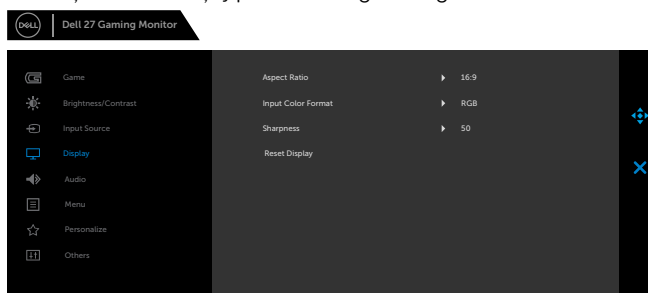 DELL
Dell 27 Gaming Monitor
Game
Aspect Ratio 16:9
Brightness/Contrast
Input Color Format RGB
Input Source
Sharpness 50
Display
Reset Display
Audio
Menu
Personalize
Others